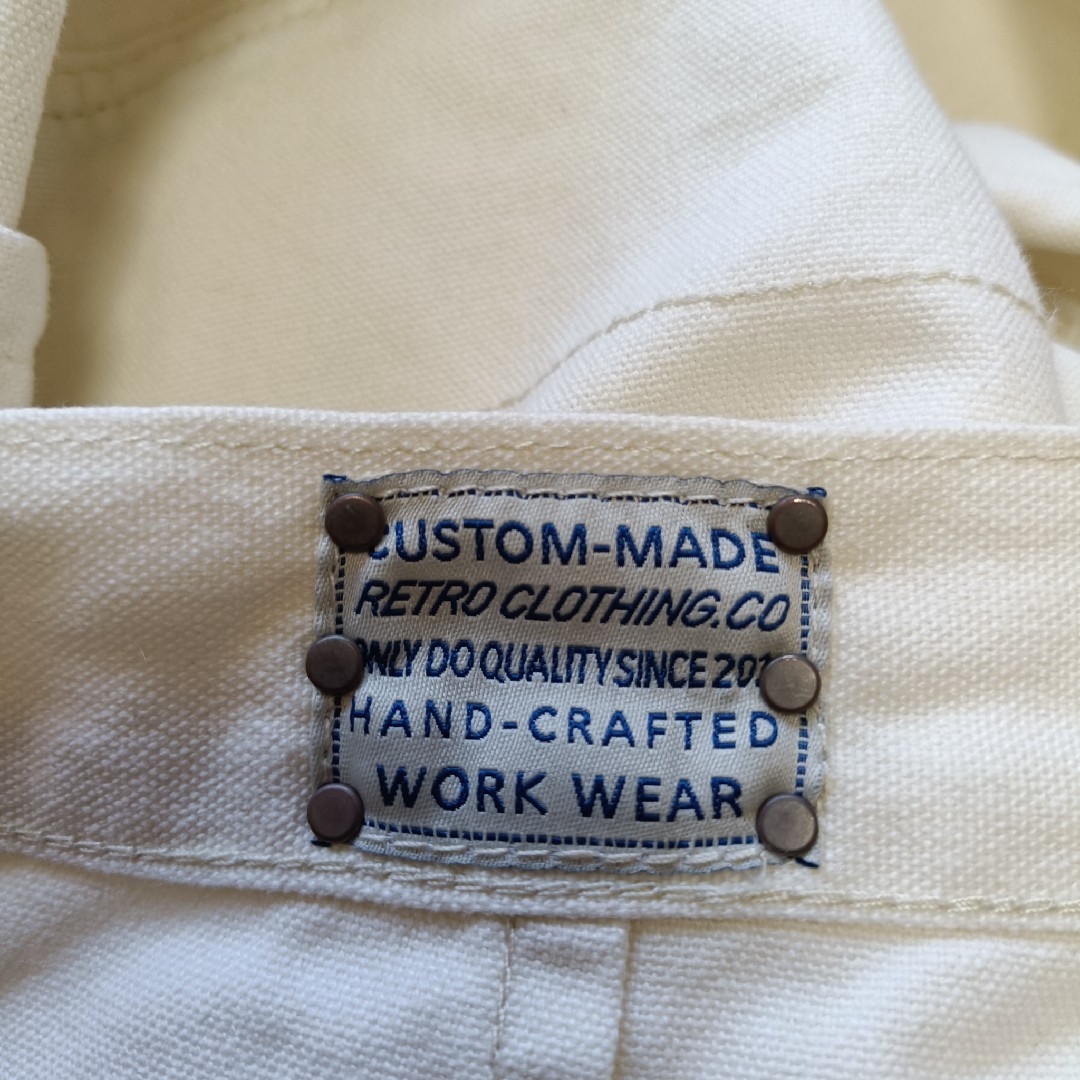 CUSTOM-MADE
RETRO CLOTHING.CO
ONLY DO QUALITY SINCE
HAND-CRAFTED
WORK WEAR